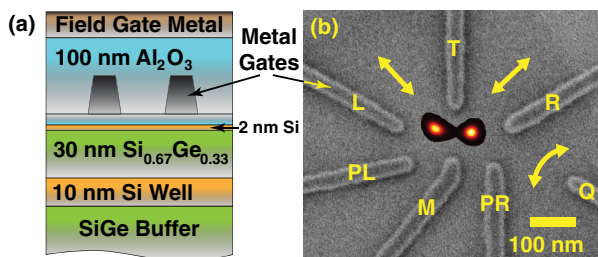 (a)
Field Gate Metal
100 nm Al₂O₃
Metal
Gates
2 nm Si
30 nm Si₀.₆₇Ge₀.₃₃
10 nm Si Well
SiGe Buffer
(b)
T
L
R
PL
M
PR
Q
100 nm